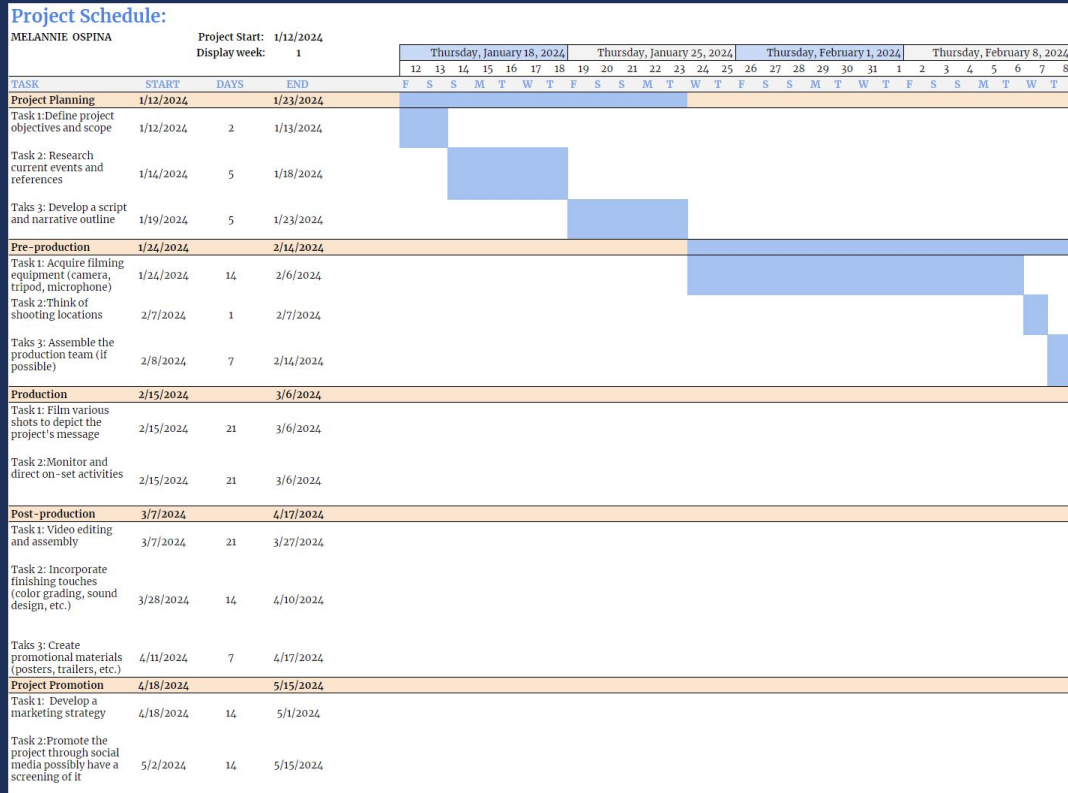 Project Schedule:
MELANNIE OSPINA Project Start: 1/12/2024
Display week: 1
Thursday, January 18, 2024 Thursday, January 25, 2024 Thursday, February 1, 2024 Thursday, February 8, 2024
12 13 14 15 16 17 18 19 20 21 22 23 24 25 26 27 28 29 30 31 1 2 3 4 5 6 7 8
TASK START DAYS END F S S M T W T F S S M T W T F S S M T W T F S S M T W T
Project Planning 1/12/2024 1/23/2024
Task 1:Define project
objectives and scope 1/12/2024 2 1/13/2024
Task 2: Research
current events and
references 1/14/2024 5 1/18/2024
Taks 3: Develop a script
and narrative outline 1/19/2024 5 1/23/2024
Pre-production 1/24/2024 2/14/2024
Task 1: Acquire filming
equipment (camera, 1/24/2024 14 2/6/2024
tripod, microphone)
Task 2:Think of
shooting locations 2/7/2024 1 2/7/2024
Taks 3: Assemble the
production team (if
possible) 2/8/2024 7 2/14/2024
Production 2/15/2024 3/6/2024
Task 1: Film various
shots to depict the
project's message 2/15/2024 21 3/6/2024
Task 2:Monitor and
direct on-set activities 2/15/2024 21 3/6/2024
Post-production 3/7/2024 4/17/2024
Task 1: Video editing
and assembly 3/7/2024 21 3/27/2024
Task 2: Incorporate
finishing touches
(color grading, sound
design, etc.) 3/28/2024 14 4/10/2024
Taks 3: Create
promotional materials 4/11/2024 7 4/17/2024
(posters, trailers, etc.)
Project Promotion 4/18/2024 5/15/2024
Task 1: Develop a
marketing strategy 4/18/2024 14 5/1/2024
Task 2:Promote the
project through social
media possibly have a 5/2/2024 14 5/15/2024
screening of it